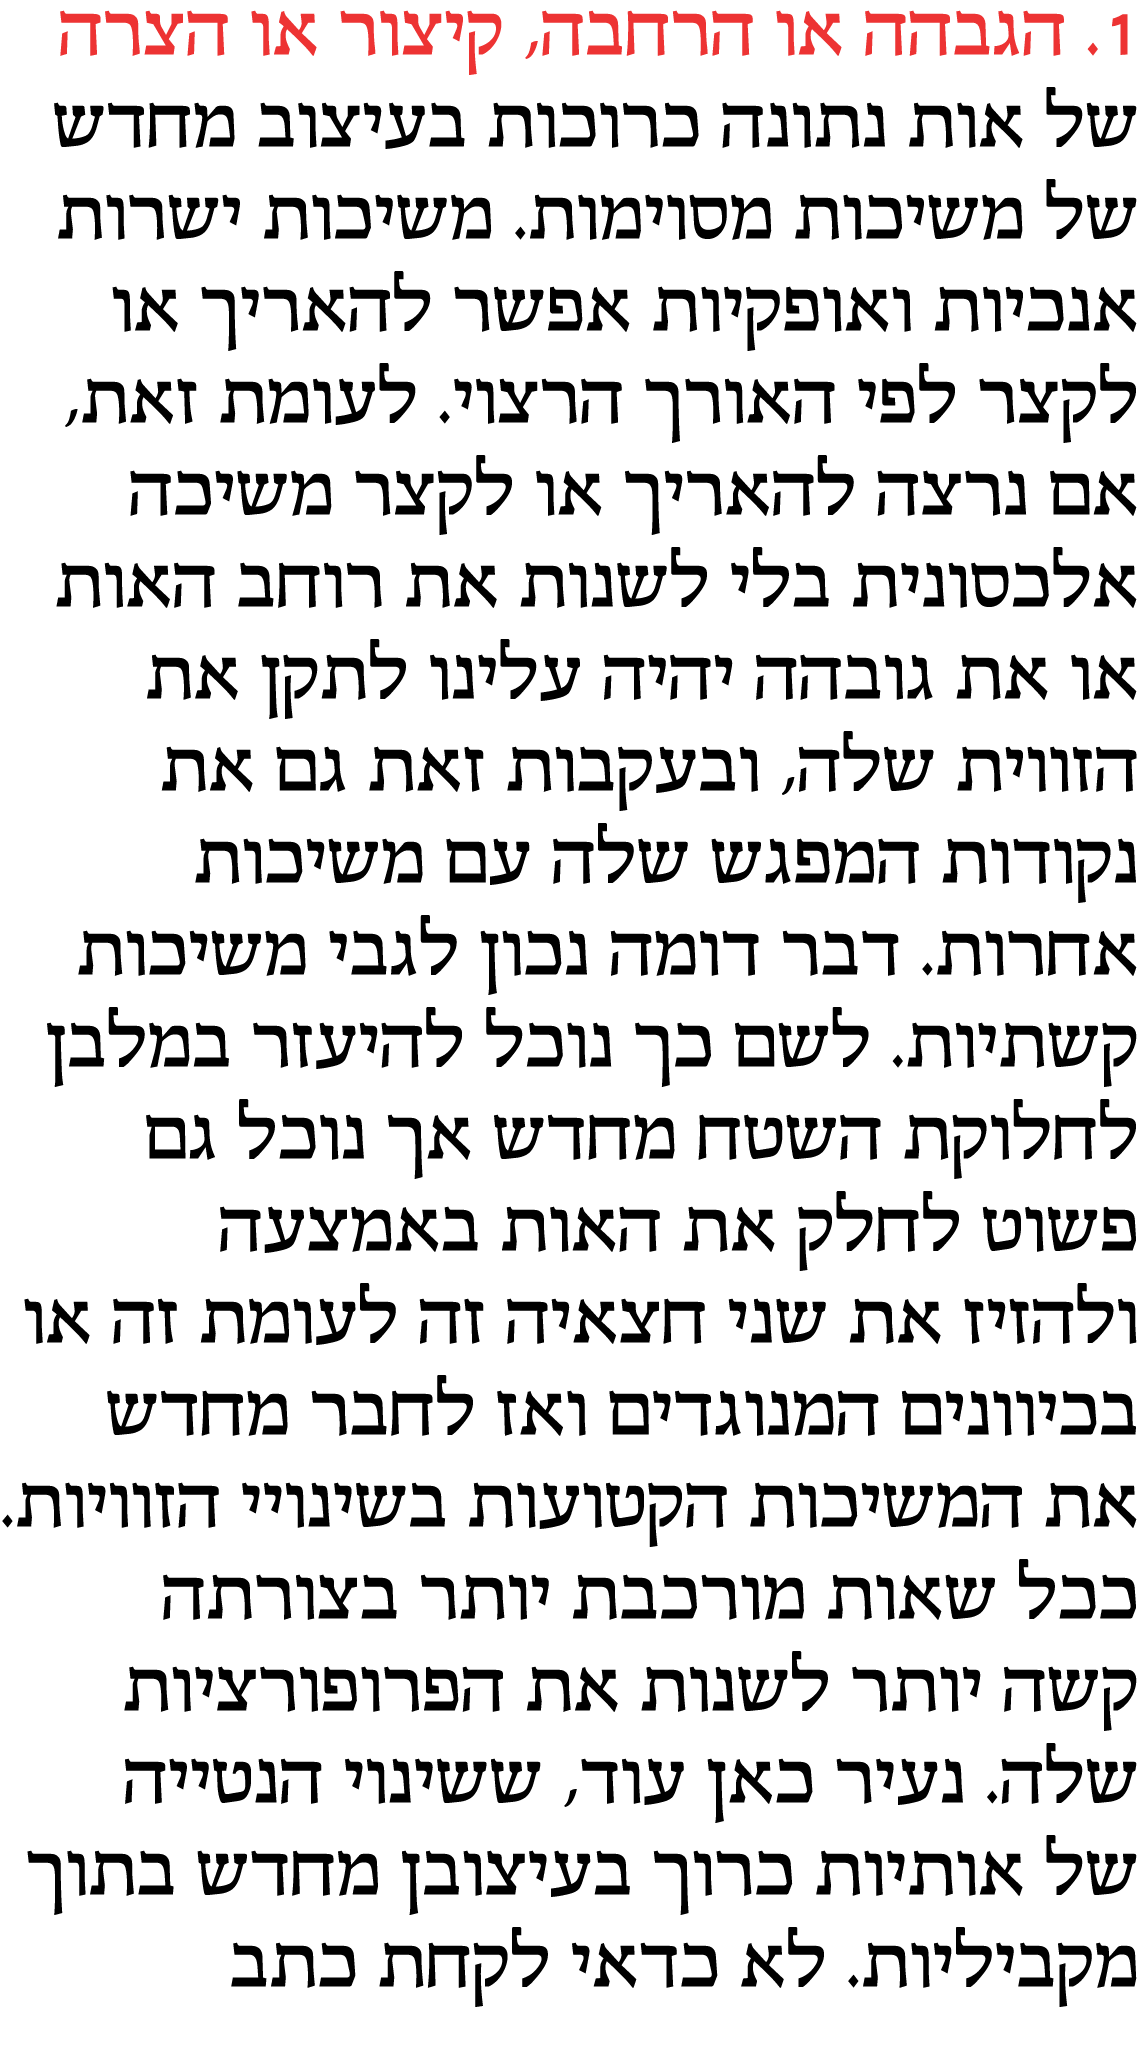 1. הגבהה או הרחבה, קיצור או הצרה
של אות נתונה כרוכות בעיצוב מחדש
של משיכות מסוימות. משיכות ישרות
אנכיות ואופקיות אפשר להאריך או
לקצר לפי האורך הרצוי. לעומת זאת,
אם נרצה להאריך או לקצר משיכה
אלכסונית בלי לשנות את רוחב האות
או את גובהה יהיה עלינו לתקן את
הזווית שלה, ובעקבות זאת גם את
נקודות המפגש שלה עם משיכות
אחרות. דבר דומה נכון לגבי משיכות
קשתיות. לשם כך נוכל להיעזר במלבן
לחלוקת השטח מחדש אך נוכל גם
פשוט לחלק את האות באמצעה
ולהזיז את שני חצאיה זה לעומת זה או
בכיוונים המנוגדים ואז לחבר מחדש
את המשיכות הקטועות בשינויי הזוויות.
ככל שאות מורכבת יותר בצורתה
קשה יותר לשנות את הפרופורציות
שלה. נעיר כאן עוד, ששינוי הנטייה
של אותיות כרוך בעיצובן מחדש בתוך
מקביליות. לא כדאי לקחת כתב